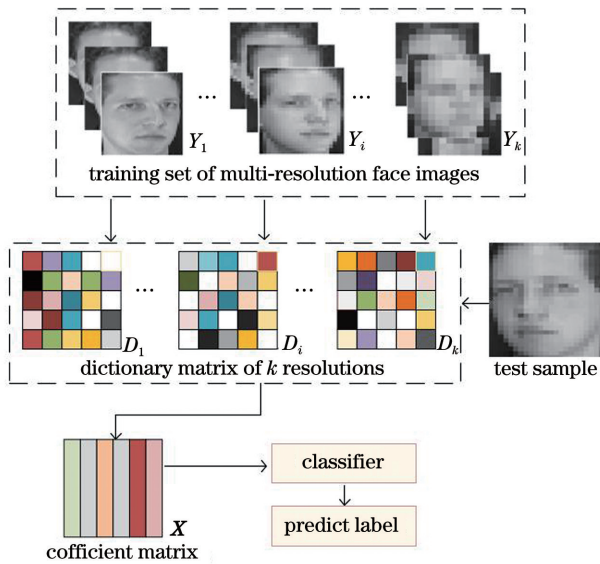 ... ...
Y1 Yi Yk
training set of multi-resolution face images
... ...
D1 Di Dk
dictionary matrix of k resolutions
test sample
classifier
X
predict label
cofficient matrix